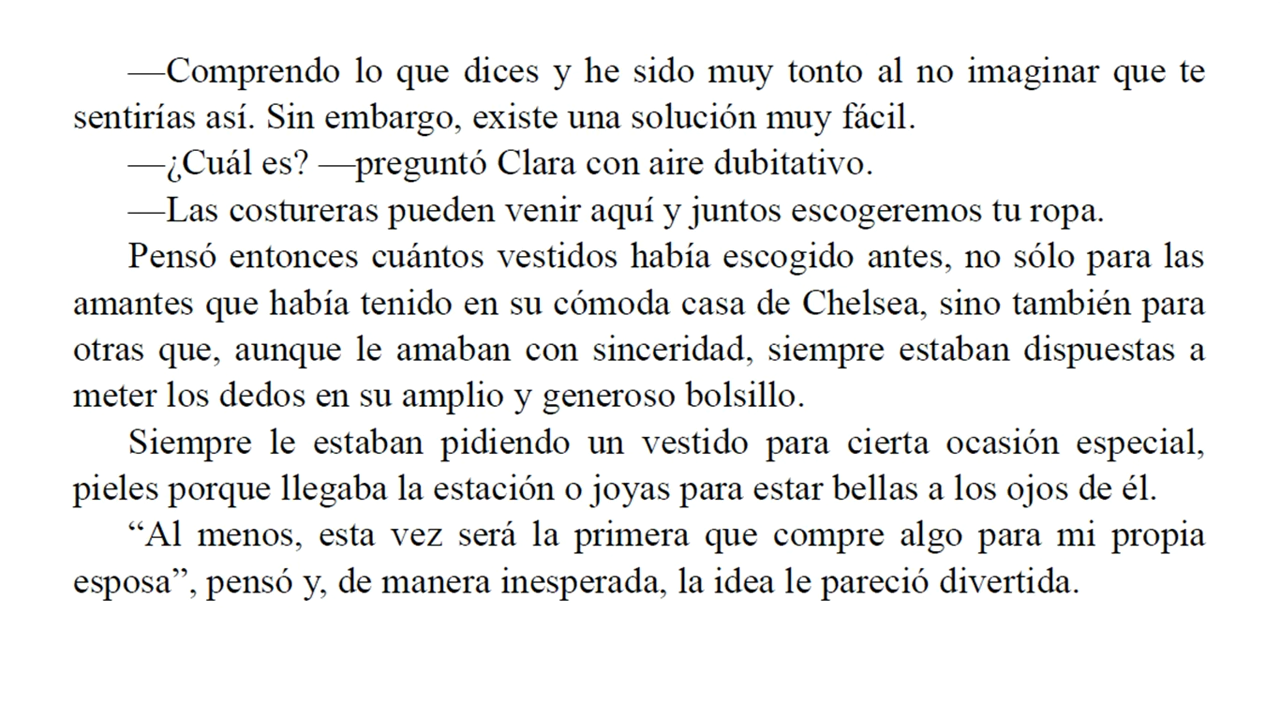 —Comprendo lo que dices y he sido muy tonto al no imaginar que te
sentirías así. Sin embargo, existe una solución muy fácil.
—¿Cuál es? —preguntó Clara con aire dubitativo.
—Las costureras pueden venir aquí y juntos escogeremos tu ropa.
Pensó entonces cuántos vestidos había escogido antes, no sólo para las
amantes que había tenido en su cómoda casa de Chelsea, sino también para
otras que, aunque le amaban con sinceridad, siempre estaban dispuestas a
meter los dedos en su amplio y generoso bolsillo.
Siempre le estaban pidiendo un vestido para cierta ocasión especial,
pieles porque llegaba la estación o joyas para estar bellas a los ojos de él.
“Al menos, esta vez será la primera que compre algo para mi propia
esposa”, pensó y, de manera inesperada, la idea le pareció divertida.